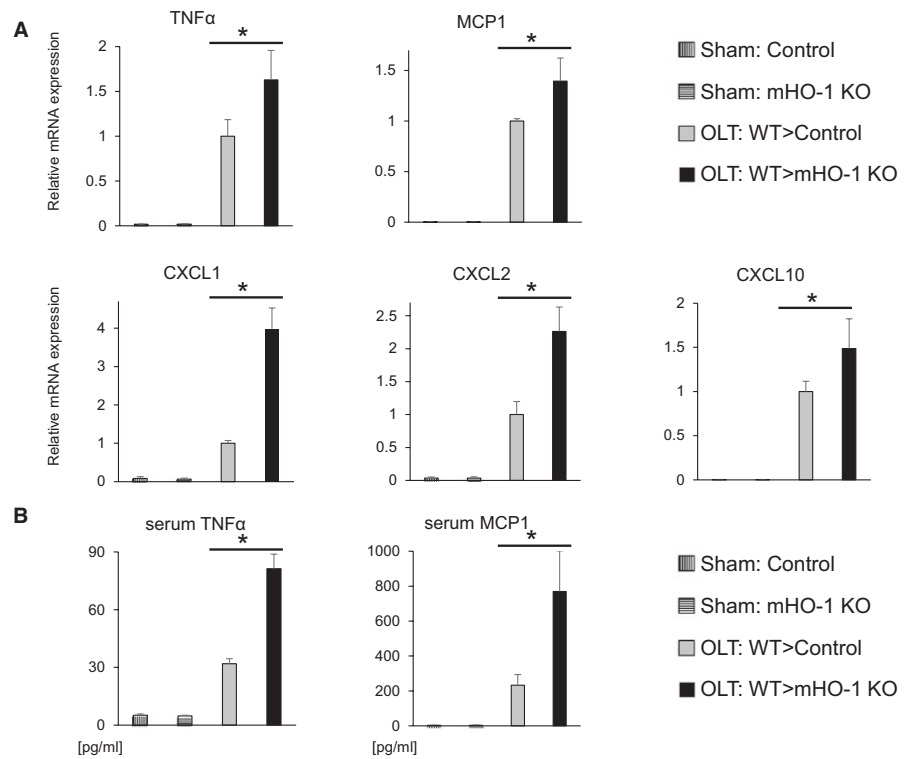 A
TNFα
*
Relative mRNA expression
2
1.5
1
0.5
0
MCP1
*
1.5
1
0.5
0
Sham: Control
Sham: mHO-1 KO
OLT: WT>Control
OLT: WT>mHO-1 KO
CXCL1
*
Relative mRNA expression
4
3
2
1
0
CXCL2
*
2.5
2
1.5
1
0.5
0
CXCL10
*
2
1.5
1
0.5
0
B
serum TNFα
*
90
60
30
0
[pg/ml]
serum MCP1
*
1000
800
600
400
200
0
[pg/ml]
Sham: Control
Sham: mHO-1 KO
OLT: WT>Control
OLT: WT>mHO-1 KO